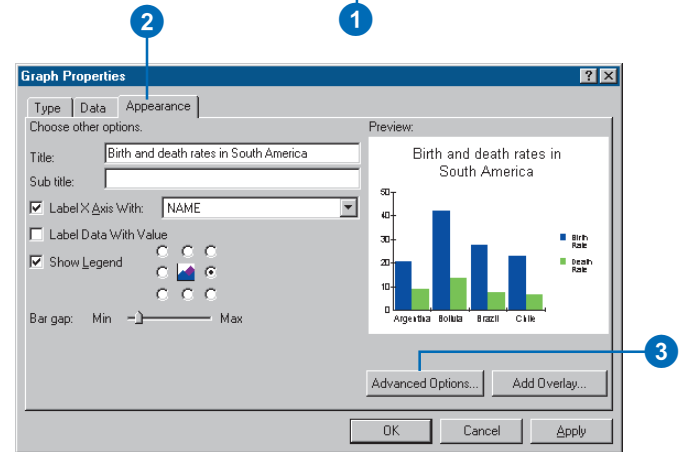 2
1
Graph Properties
Type Data Appearance
Choose other options.
Preview:
Title: Birth and death rates in South America
Sub title:
Label X Axis With: NAME
Label Data With Value
Show Legend
Bar gap: Min Max
Birth and death rates in
South America
50
40
30
20
10
0
Argentina Bolivia Brazil Chile
Birth
Rate
Death
Rate
3
Advanced Options... Add Overlay...
OK Cancel Apply